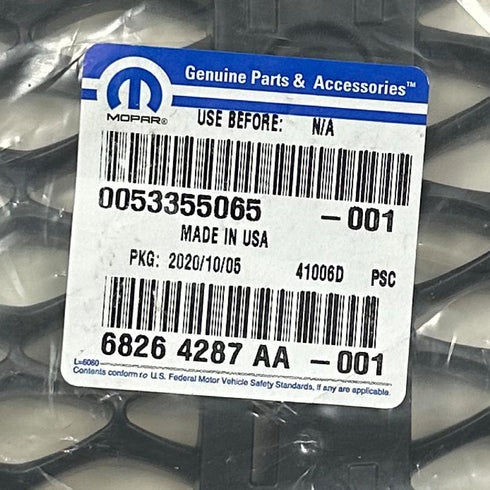 Genuine Parts & Accessories™
MOPAR®
USE BEFORE: N/A
0053355065 -001
MADE IN USA
PKG: 2020/10/05 41006D PSC
6826 4287 AA -001
L=6060
Contents conform to U.S. Federal Motor Vehicle Safety Standards, if any are applicable.